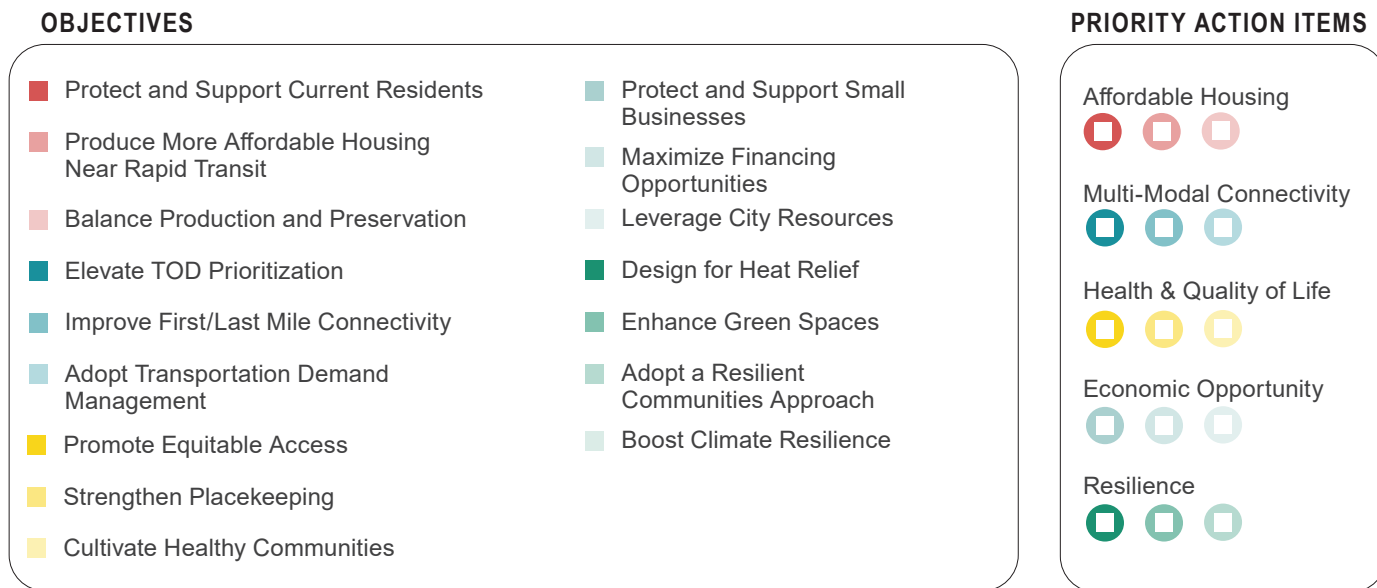 OBJECTIVES
Protect and Support Current Residents
Produce More Affordable Housing
Near Rapid Transit
Balance Production and Preservation
Elevate TOD Prioritization
Improve First/Last Mile Connectivity
Adopt Transportation Demand
Management
Promote Equitable Access
Strengthen Placekeeping
Cultivate Healthy Communities
Protect and Support Small
Businesses
Maximize Financing
Opportunities
Leverage City Resources
Design for Heat Relief
Enhance Green Spaces
Adopt a Resilient
Communities Approach
Boost Climate Resilience
PRIORITY ACTION ITEMS
Affordable Housing
Multi-Modal Connectivity
Health & Quality of Life
Economic Opportunity
Resilience